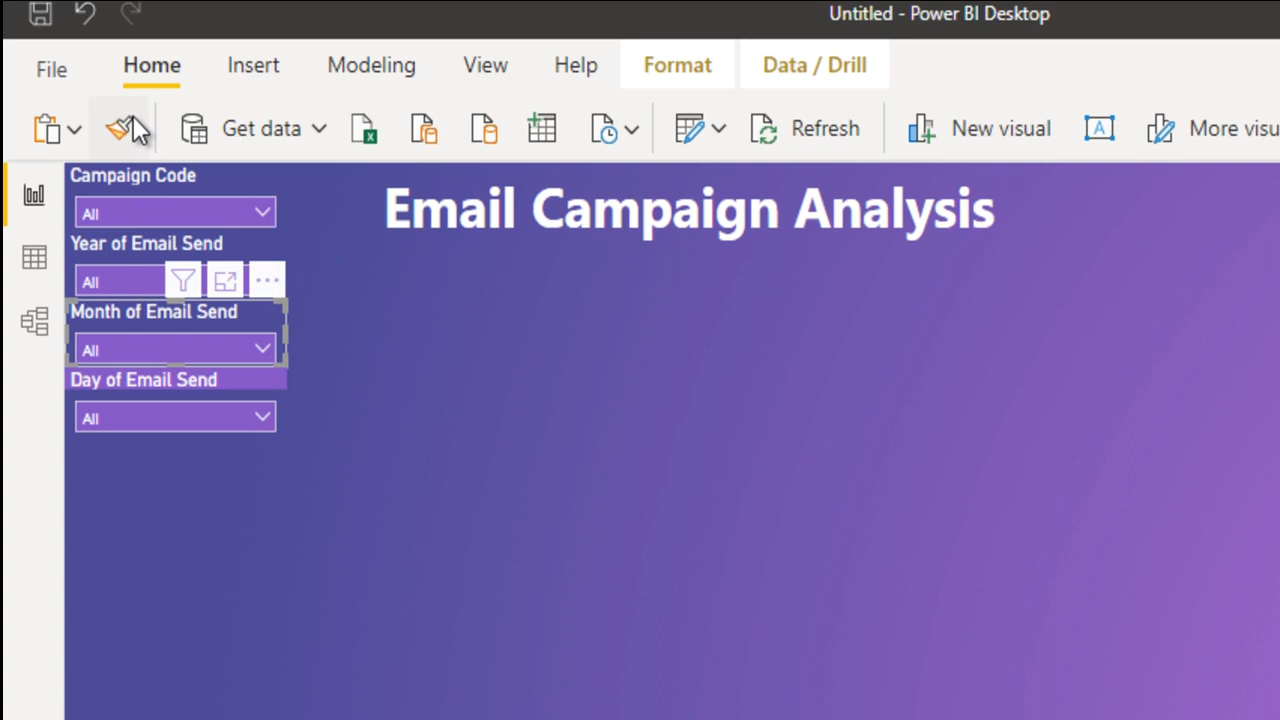 Untitled - Power BI Desktop
File Home Insert Modeling View Help Format Data / Drill
Get data Refresh New visual A More visu
Campaign Code
All
Email Campaign Analysis
Year of Email Send
All
Month of Email Send
All
Day of Email Send
All